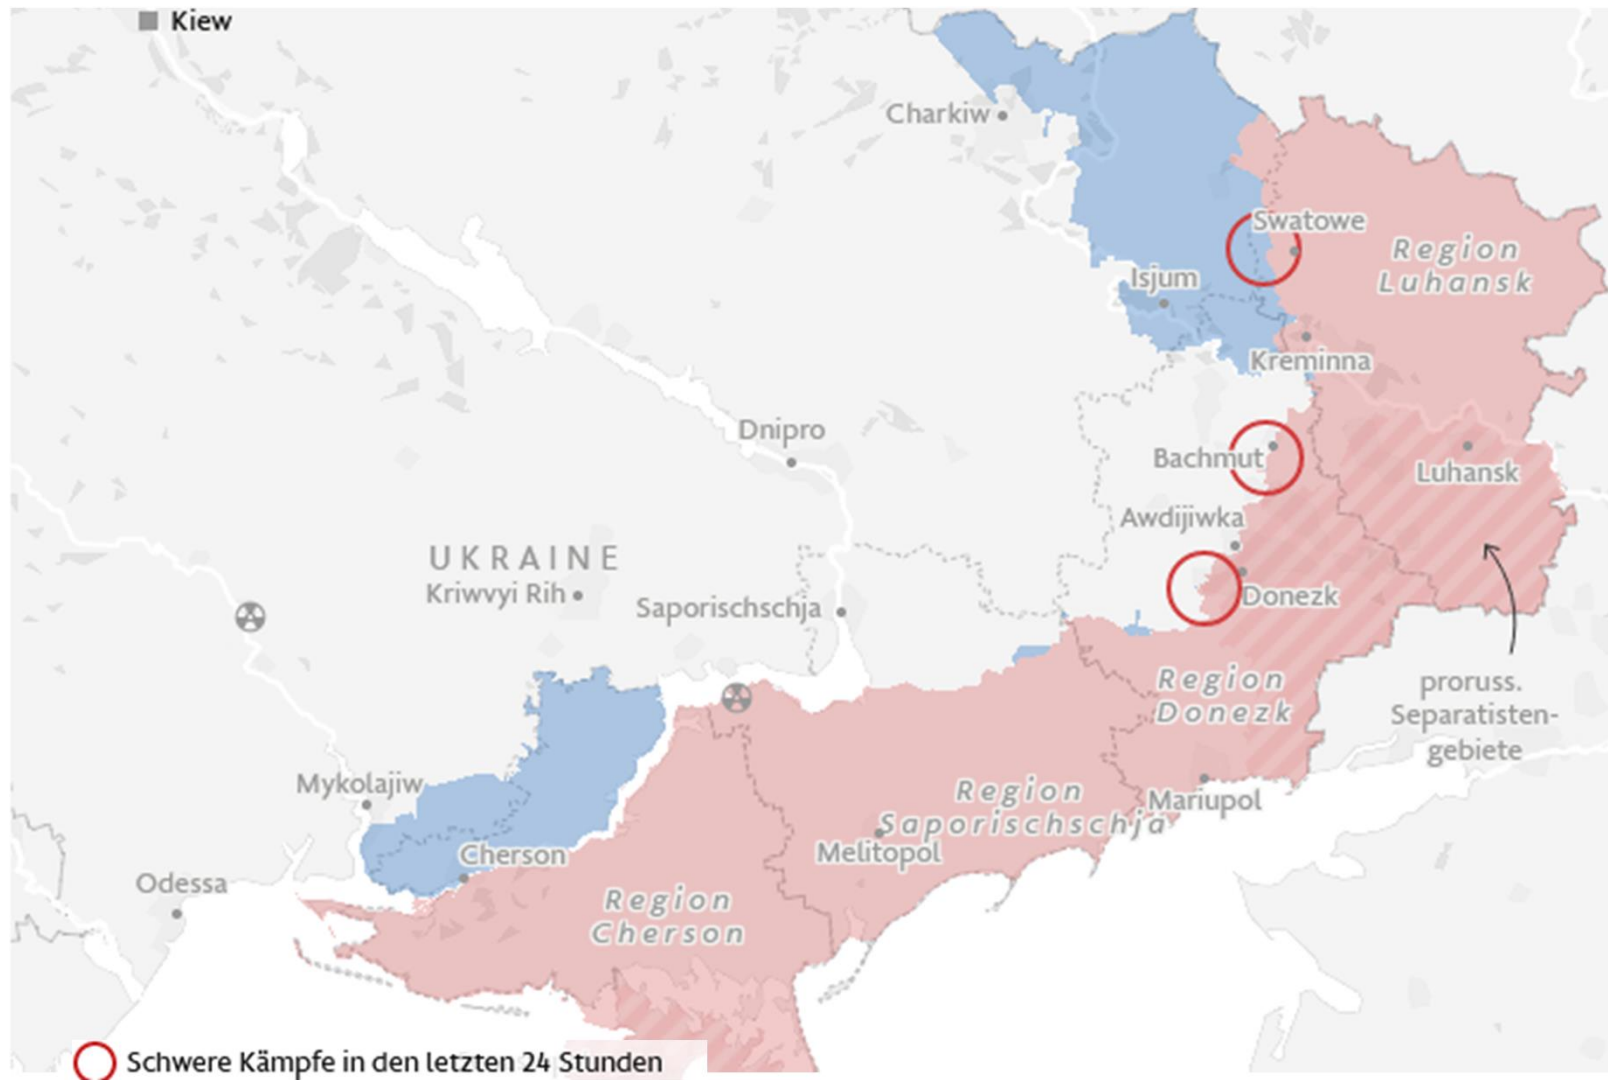 Kiew
Charkiw
Swatowe
Region
Luhansk
Isjum
Kreminna
Dnipro
Bachmut
Luhansk
Awdijiwka
UKRAINE
Kriwvyi Rih
Saporischschja
Donezk
Region
Donezk
proruss.
Separatisten-
gebiete
Mykolajiw
Region
Saporischschja
Mariupol
Melitopol
Cherson
Odessa
Region
Cherson
Schwere Kämpfe in den letzten 24 Stunden